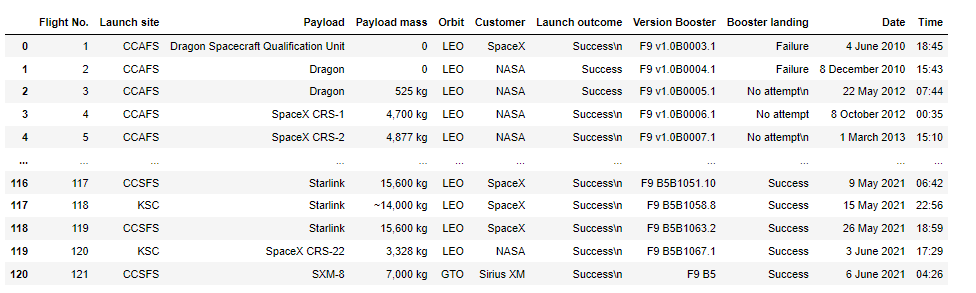 Flight No. Launch site Payload Payload mass Orbit Customer Launch outcome Version Booster Booster landing Date Time
0 1 CCAFS Dragon Spacecraft Qualification Unit 0 LEO SpaceX Success\n F9 v1.0B0003.1 Failure 4 June 2010 18:45
1 2 CCAFS Dragon 0 LEO NASA Success F9 v1.0B0004.1 Failure 8 December 2010 15:43
2 3 CCAFS Dragon 525 kg LEO NASA Success F9 v1.0B0005.1 No attempt\n 22 May 2012 07:44
3 4 CCAFS SpaceX CRS-1 4,700 kg LEO NASA Success\n F9 v1.0B0006.1 No attempt 8 October 2012 00:35
4 5 CCAFS SpaceX CRS-2 4,877 kg LEO NASA Success\n F9 v1.0B0007.1 No attempt\n 1 March 2013 15:10
... ... ... ... ... ... ... ... ... ... ... ...
116 117 CCSFS Starlink 15,600 kg LEO SpaceX Success\n F9 B5B1051.10 Success 9 May 2021 06:42
117 118 KSC Starlink ~14,000 kg LEO SpaceX Success\n F9 B5B1058.8 Success 15 May 2021 22:56
118 119 CCSFS Starlink 15,600 kg LEO SpaceX Success\n F9 B5B1063.2 Success 26 May 2021 18:59
119 120 KSC SpaceX CRS-22 3,328 kg LEO NASA Success\n F9 B5B1067.1 Success 3 June 2021 17:29
120 121 CCSFS SXM-8 7,000 kg GTO Sirius XM Success\n F9 B5 Success 6 June 2021 04:26